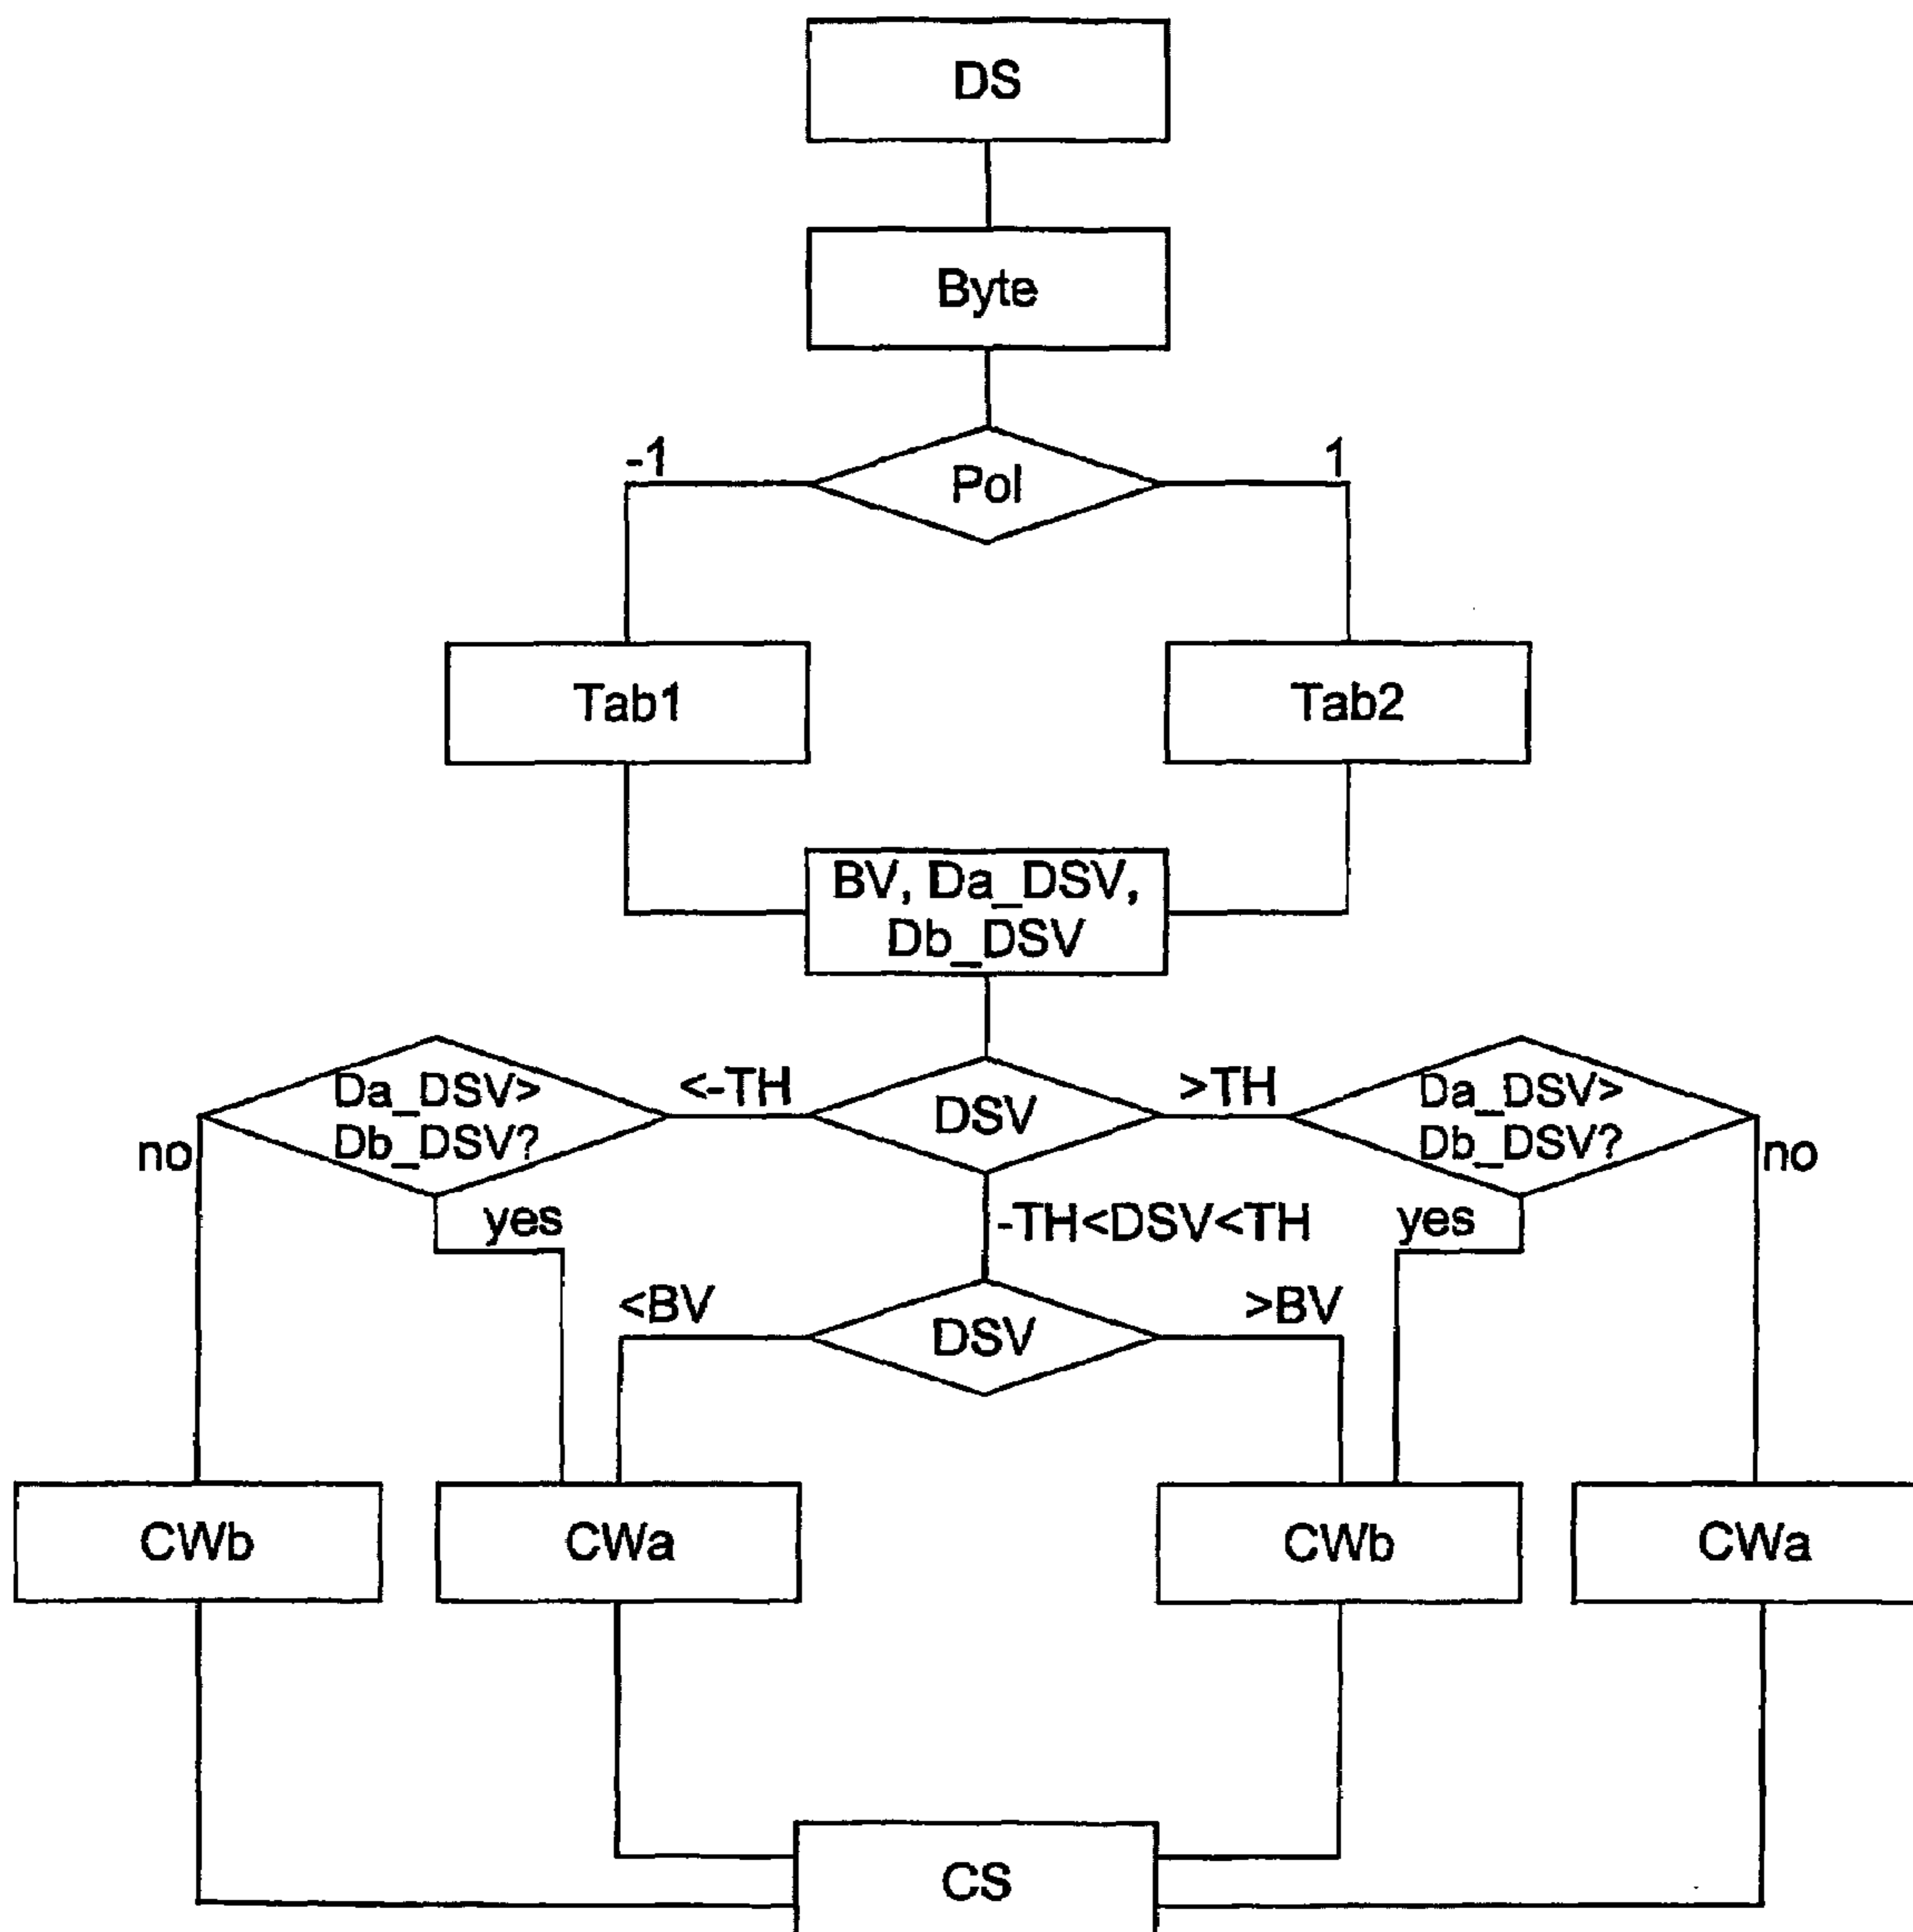 DS
Byte
-1
1
Pol
Tab1
Tab2
BV, Da_DSV,
Db_DSV
Da_DSV>
Db_DSV?
<-TH
DSV
>TH
Da_DSV>
Db_DSV?
no
no
yes
-TH<DSV<TH
yes
<BV
>BV
DSV
CWb
CWa
CWb
CWa
CS